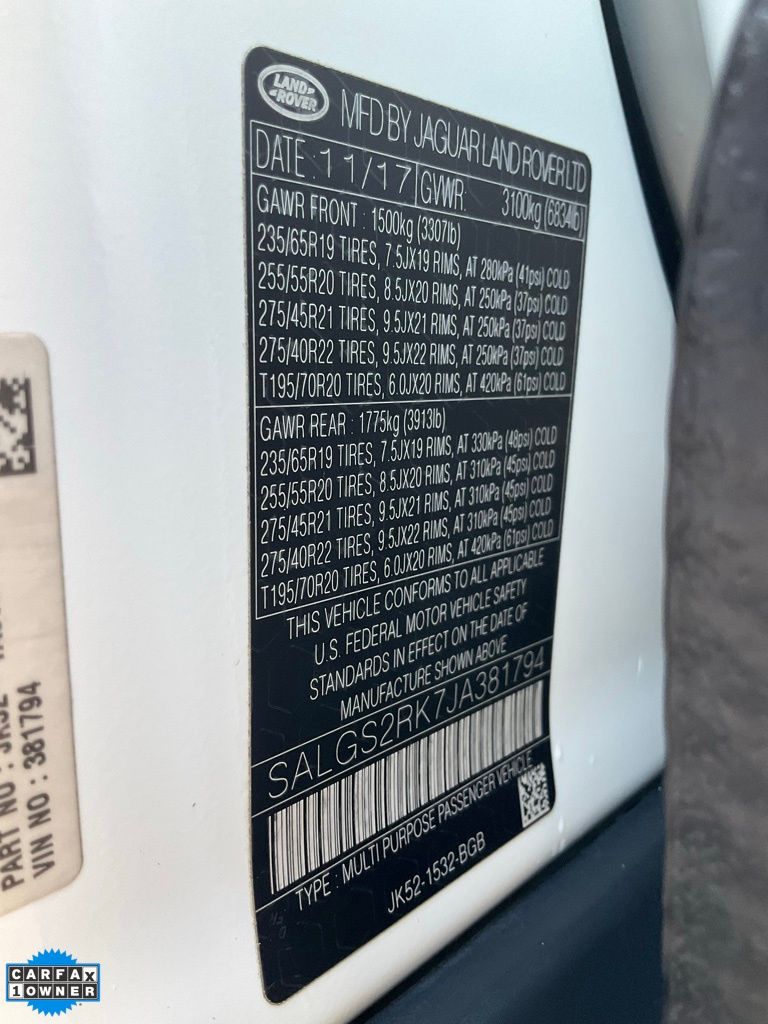 LAND
ROVER
MFD BY JAGUAR LAND ROVER LTD
DATE : 11/17 GVWR: 3100kg (6834lb)
GAWR FRONT : 1500kg (3307lb)
235/65R19 TIRES, 7.5JX19 RIMS, AT 280kPa (41psi) COLD
255/55R20 TIRES, 8.5JX20 RIMS, AT 250kPa (37psi) COLD
275/45R21 TIRES, 9.5JX21 RIMS, AT 250kPa (37psi) COLD
275/40R22 TIRES, 9.5JX22 RIMS, AT 250kPa (37psi) COLD
T195/70R20 TIRES, 6.0JX20 RIMS, AT 420kPa (61psi) COLD
GAWR REAR : 1775kg (3913lb)
235/65R19 TIRES, 7.5JX19 RIMS, AT 330kPa (48psi) COLD
255/55R20 TIRES, 8.5JX20 RIMS, AT 310kPa (45psi) COLD
275/45R21 TIRES, 9.5JX21 RIMS, AT 310kPa (45psi) COLD
275/40R22 TIRES, 9.5JX22 RIMS, AT 310kPa (45psi) COLD
T195/70R20 TIRES, 6.0JX20 RIMS, AT 420kPa (61psi) COLD
THIS VEHICLE CONFORMS TO ALL APPLICABLE
U.S. FEDERAL MOTOR VEHICLE SAFETY
STANDARDS IN EFFECT ON THE DATE OF
MANUFACTURE SHOWN ABOVE
SALGS2RK7JA381794
TYPE : MULTI PURPOSE PASSENGER VEHICLE
JK52-1532-BGB
PART NO :
VIN NO : 381794
CARFAX
1 OWNER